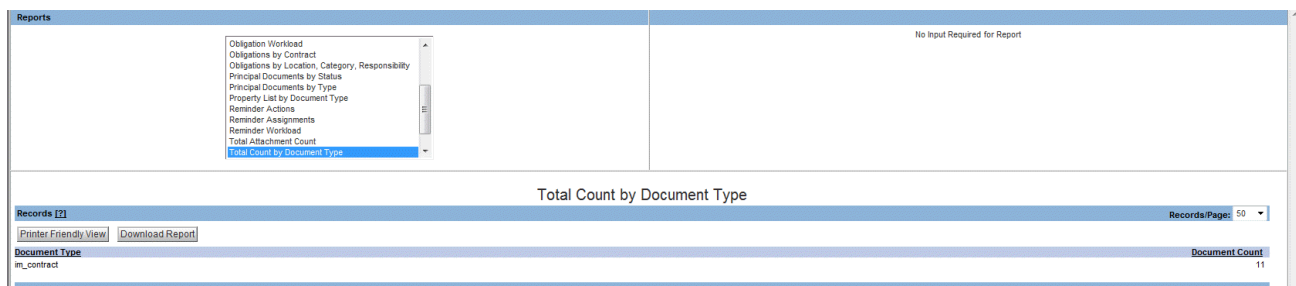 Reports
No Input Required for Report
Obligation Workload
Obligations by Contract
Obligations by Location, Category, Responsibility
Principal Documents by Status
Principal Documents by Type
Property List by Document Type
Reminder Actions
Reminder Assignments
Reminder Workload
Total Attachment Count
Total Count by Document Type
Total Count by Document Type
Records [?] Records/Page: 50
Printer Friendly View Download Report
Document Type Document Count
im_contract 11